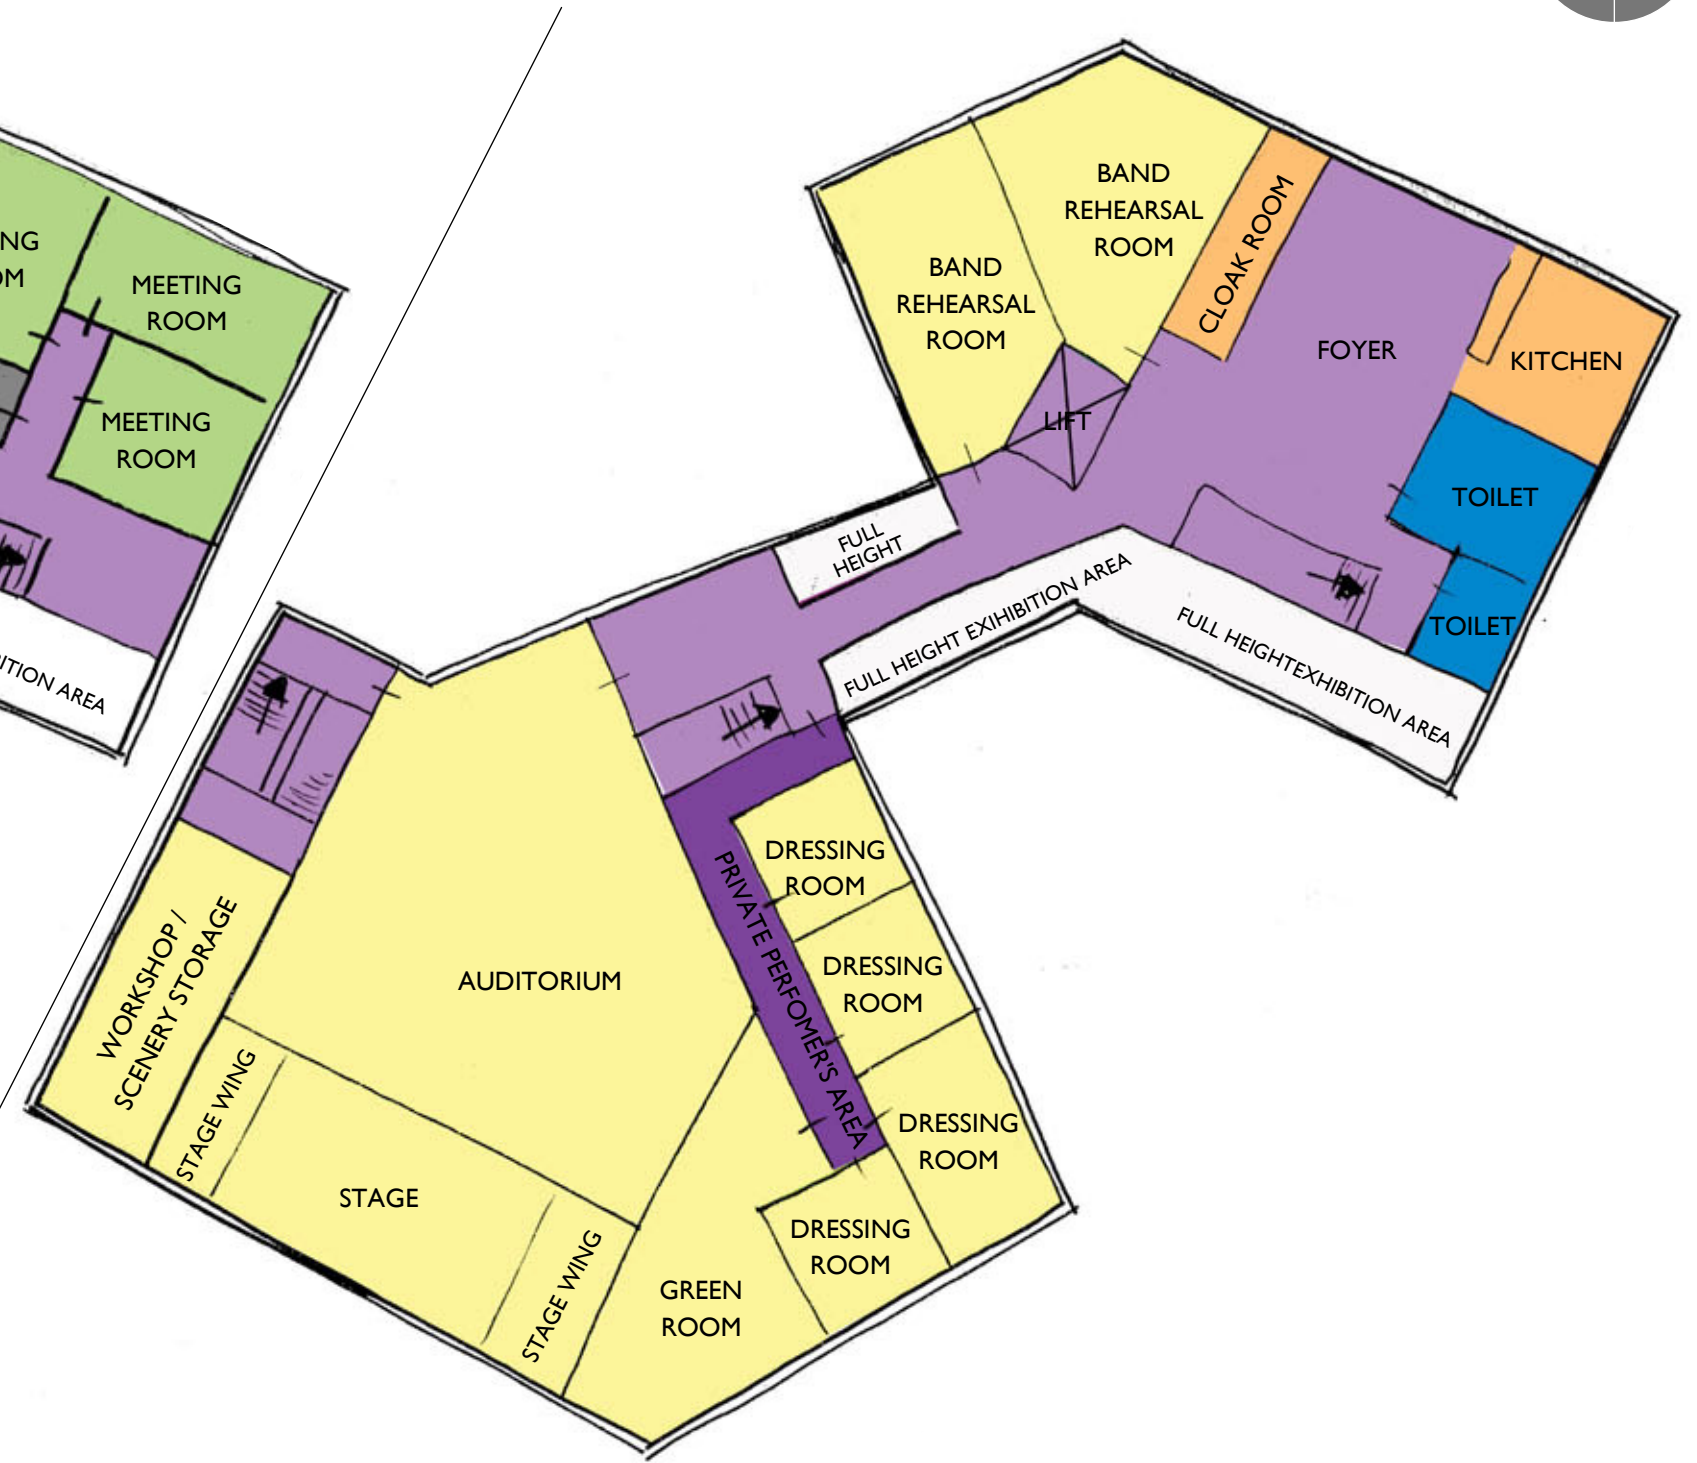 NG
OM
MEETING
ROOM
MEETING
ROOM
ITION AREA
BAND
REHEARSAL
ROOM
BAND
REHEARSAL
ROOM
CLOAK ROOM
FOYER
KITCHEN
LIFT
TOILET
TOILET
FULL
HEIGHT
FULL HEIGHT EXIHIBITION AREA
FULL HEIGHTEXHIBITION AREA
DRESSING
ROOM
PRIVATE PERFOMER'S AREA
DRESSING
ROOM
DRESSING
ROOM
DRESSING
ROOM
WORKSHOP /
SCENERY STORAGE
AUDITORIUM
STAGE WING
STAGE
STAGE WING
GREEN
ROOM